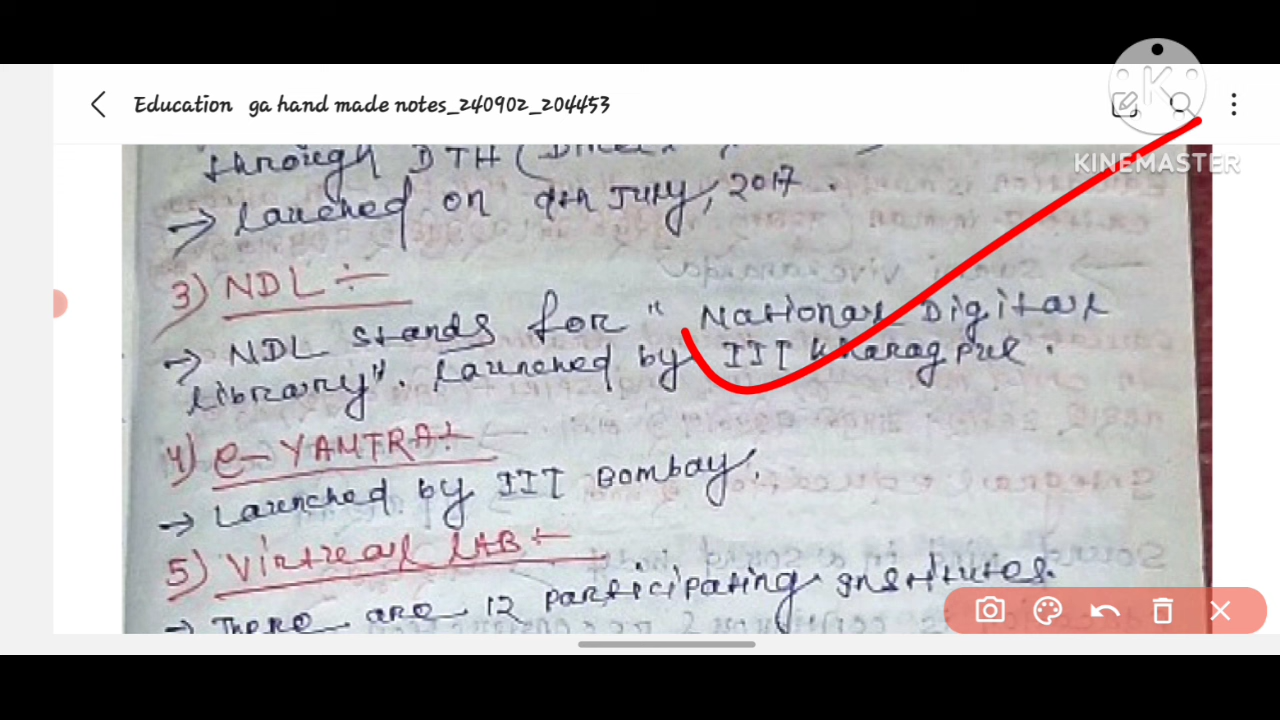 Education ga hand made notes_240902_204453
KINEMASTER
through DTH (
→ Launched on 9th July, 2017.
3) NDL ÷
→ NDL stands for " National Digital
library". Launched by IIT Kharagpur.
4) e-YANTRA÷
→ Launched by IIT Bombay.
5) Virtual LAB÷
→ There are 12 participating institutes.